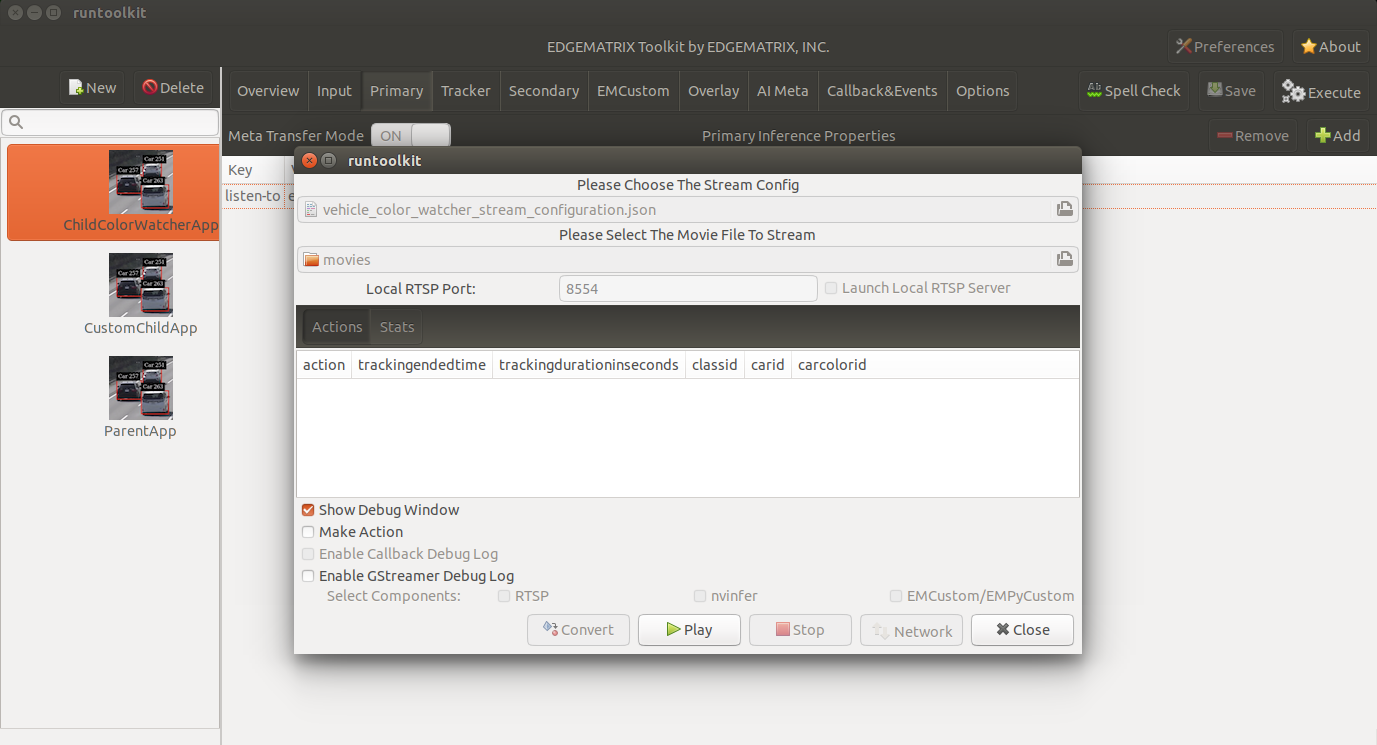 runtoolkit
EDGEMATRIX Toolkit by EDGEMATRIX, INC.
Preferences
About
New
Delete
Overview
Input
Primary
Tracker
Secondary
EMCustom
Overlay
AI Meta
Callback&Events
Options
Spell Check
Save
Execute
Meta Transfer Mode
ON
Primary Inference Properties
Remove
Add
Key
listen-to
Car 251
Car 257
Car 263
ChildColorWatcherApp
Car 251
Car 257
Car 263
CustomChildApp
Car 251
Car 257
Car 263
ParentApp
runtoolkit
Please Choose The Stream Config
vehicle_color_watcher_stream_configuration.json
Please Select The Movie File To Stream
movies
Local RTSP Port:
8554
Launch Local RTSP Server
Actions
Stats
action
trackingendedtime
trackingdurationinseconds
classid
carid
carcolorid
Show Debug Window
Make Action
Enable Callback Debug Log
Enable GStreamer Debug Log
Select Components:
RTSP
nvinfer
EMCustom/EMPyCustom
Convert
Play
Stop
Network
Close